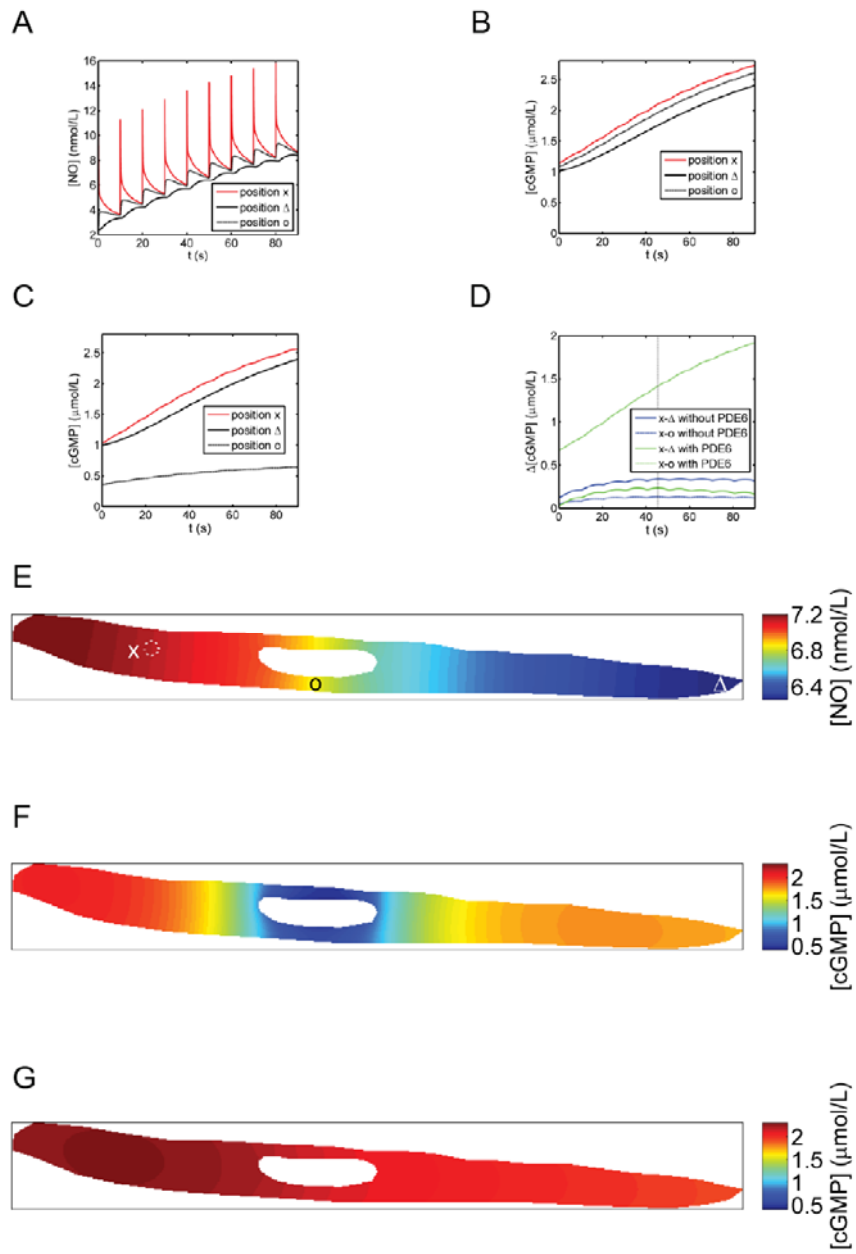 A
[NO] (nmol/L)
16
14
12
10
8
6
4
2
position x
position Δ
position o
0 20 40 60 80
t (s)
B
[cGMP] (μmol/L)
2.5
2
1.5
1
0.5
0
position x
position Δ
position o
0 20 40 60 80
t (s)
C
[cGMP] (μmol/L)
2.5
2
1.5
1
0.5
0
position x
position Δ
position o
0 20 40 60 80
t (s)
D
Δ[cGMP] (μmol/L)
2
1.5
1
0.5
0
x-Δ without PDE6
x-o without PDE6
x-Δ with PDE6
x-o with PDE6
0 20 40 60 80
t (s)
E
x
o
Δ
7.2
6.8
6.4
[NO] (nmol/L)
F
2
1.5
1
0.5
[cGMP] (μmol/L)
G
2
1.5
1
0.5
[cGMP] (μmol/L)